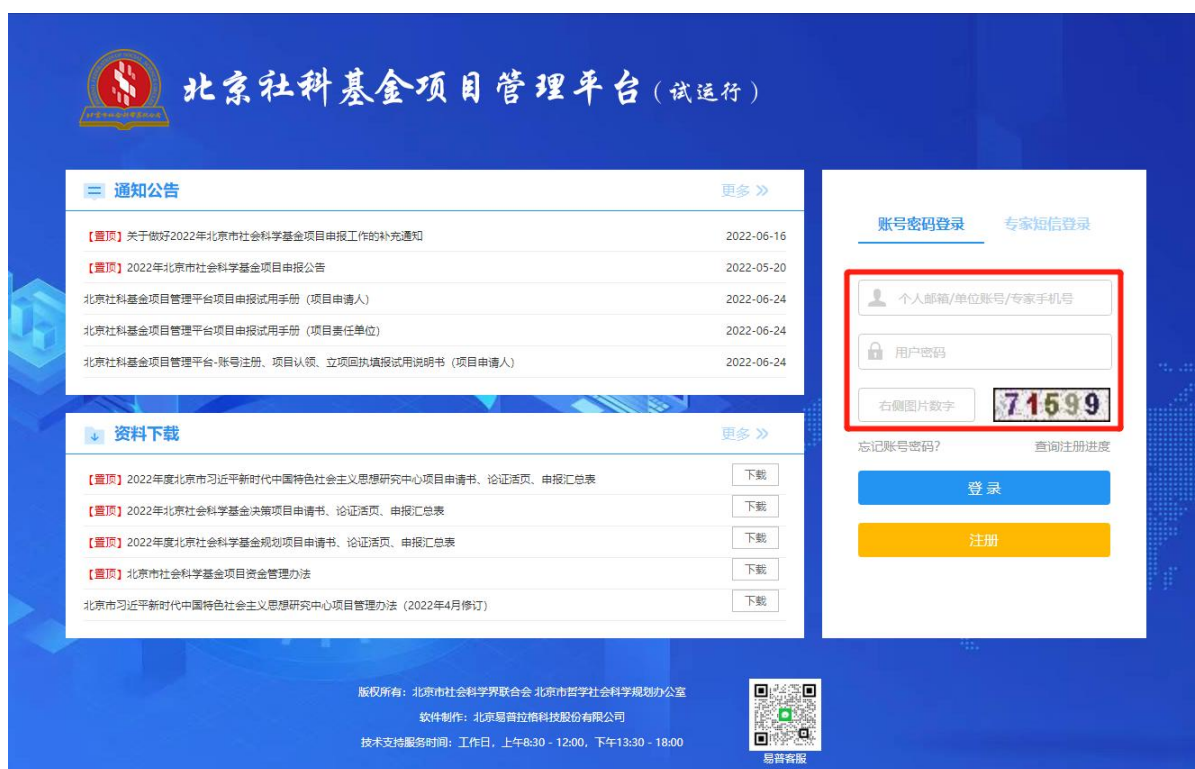 北京社科基金项目管理平台（试运行）
通知公告
更多
【置顶】关于做好2022年北京市社会科学基金项目申报工作的补充通知 2022-06-16
【置顶】2022年北京市社会科学基金项目申报公告 2022-05-20
北京社科基金项目管理平台项目申报试用手册（项目申请人） 2022-06-24
北京社科基金项目管理平台项目申报试用手册（项目责任单位） 2022-06-24
北京社科基金项目管理平台-账号注册、项目认领、立项回执填报试用说明书（项目申请人） 2022-06-24
资料下载
更多
【置顶】2022年度北京市习近平新时代中国特色社会主义思想研究中心项目申请书、论证活页、申报汇总表 下载
【置顶】2022年北京社会科学基金决策项目申请书、论证活页、申报汇总表 下载
【置顶】2022年度北京社会科学基金规划项目申请书、论证活页、申报汇总表 下载
【置顶】北京市社会科学基金项目资金管理办法 下载
北京市习近平新时代中国特色社会主义思想研究中心项目管理办法（2022年4月修订） 下载
账号密码登录 专家短信登录
个人邮箱/单位账号/专家手机号
用户密码
右侧图片数字 71599
忘记账号密码? 查询注册进度
登 录
注册
版权所有：北京市社会科学界联合会 北京市哲学社会科学规划办公室
软件制作：北京易普拉格科技股份有限公司
技术支持服务时间：工作日，上午8:30 - 12:00，下午13:30 - 18:00
易普客服